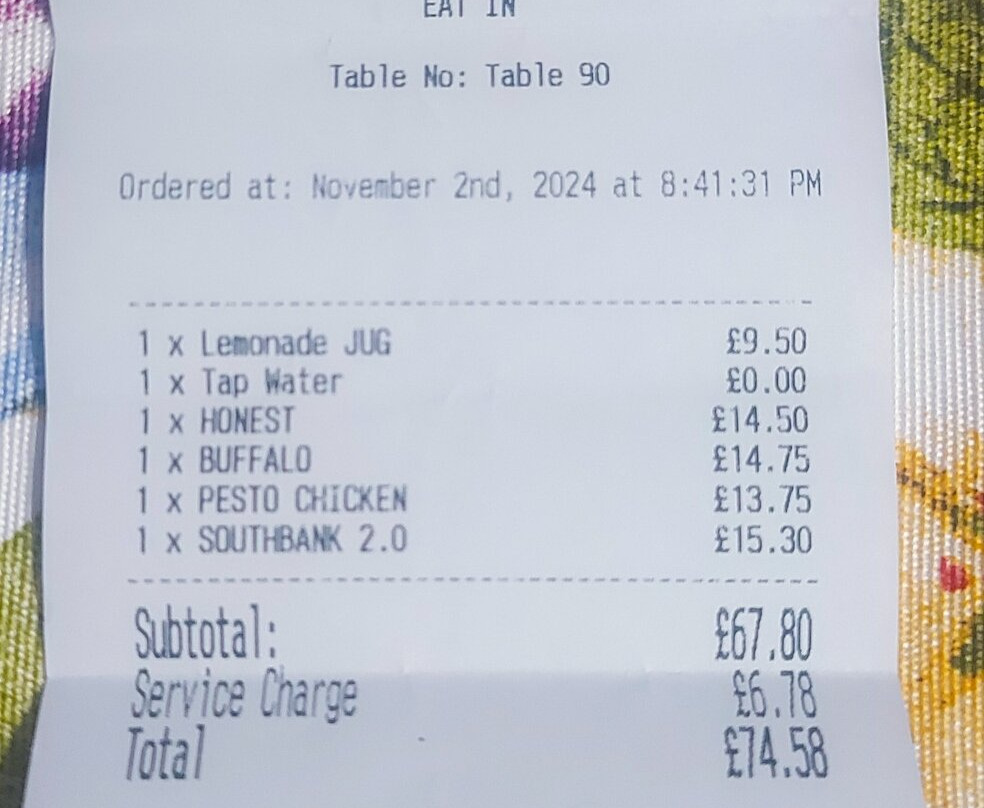 EAT IN
Table No: Table 90
Ordered at: November 2nd, 2024 at 8:41:31 PM
1 x Lemonade JUG £9.50
1 x Tap Water £0.00
1 x HONEST £14.50
1 x BUFFALO £14.75
1 x PESTO CHICKEN £13.75
1 x SOUTHBANK 2.0 £15.30
Subtotal: £67.80
Service Charge £6.78
Total £74.58